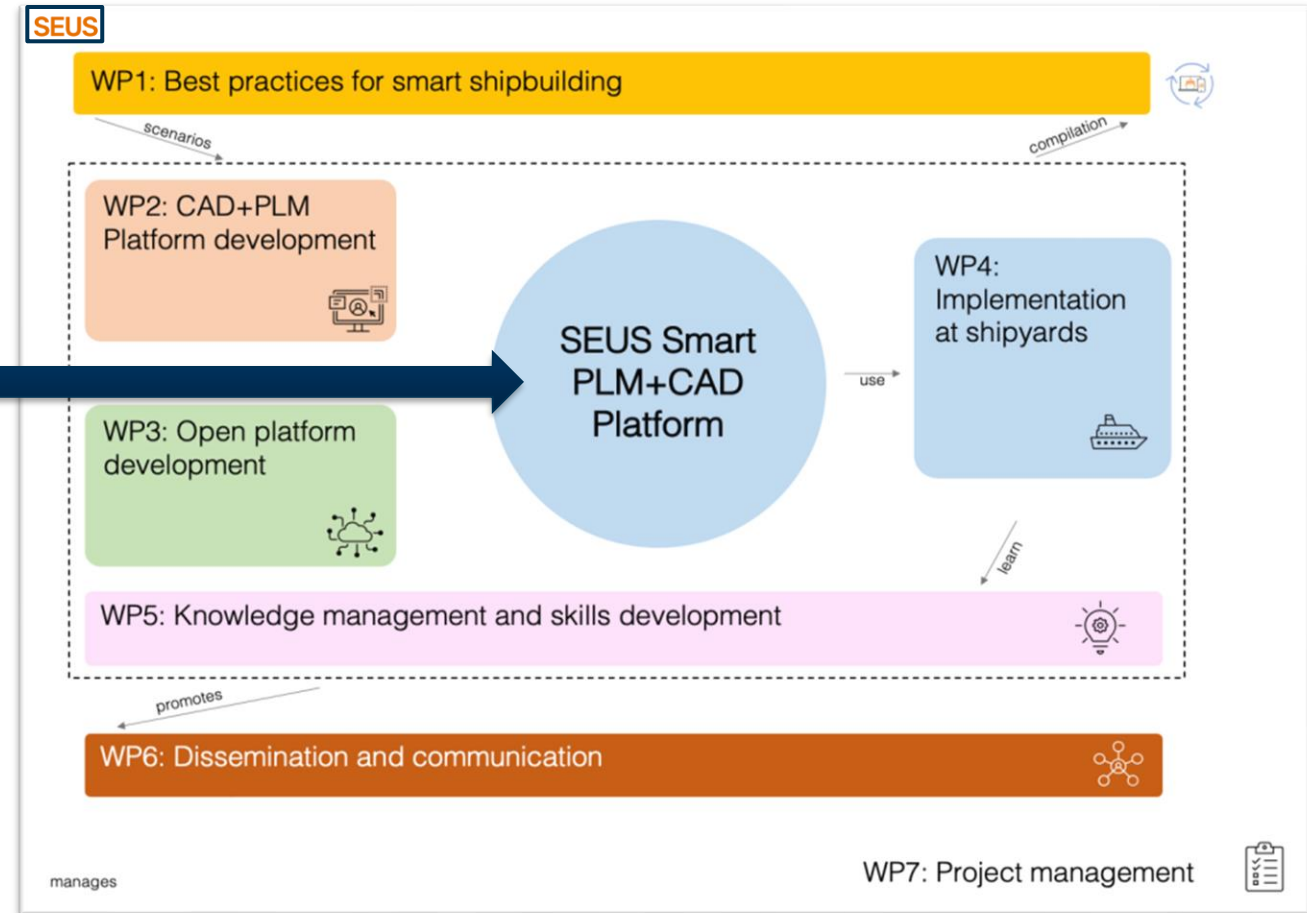 SEUS
WP1: Best practices for smart shipbuilding
scenarios
compilation
WP2: CAD+PLM
Platform development
SEUS Smart
PLM+CAD
Platform
use
WP4:
Implementation
at shipyards
WP3: Open platform
development
learn
WP5: Knowledge management and skills development
promotes
WP6: Dissemination and communication
manages
WP7: Project management